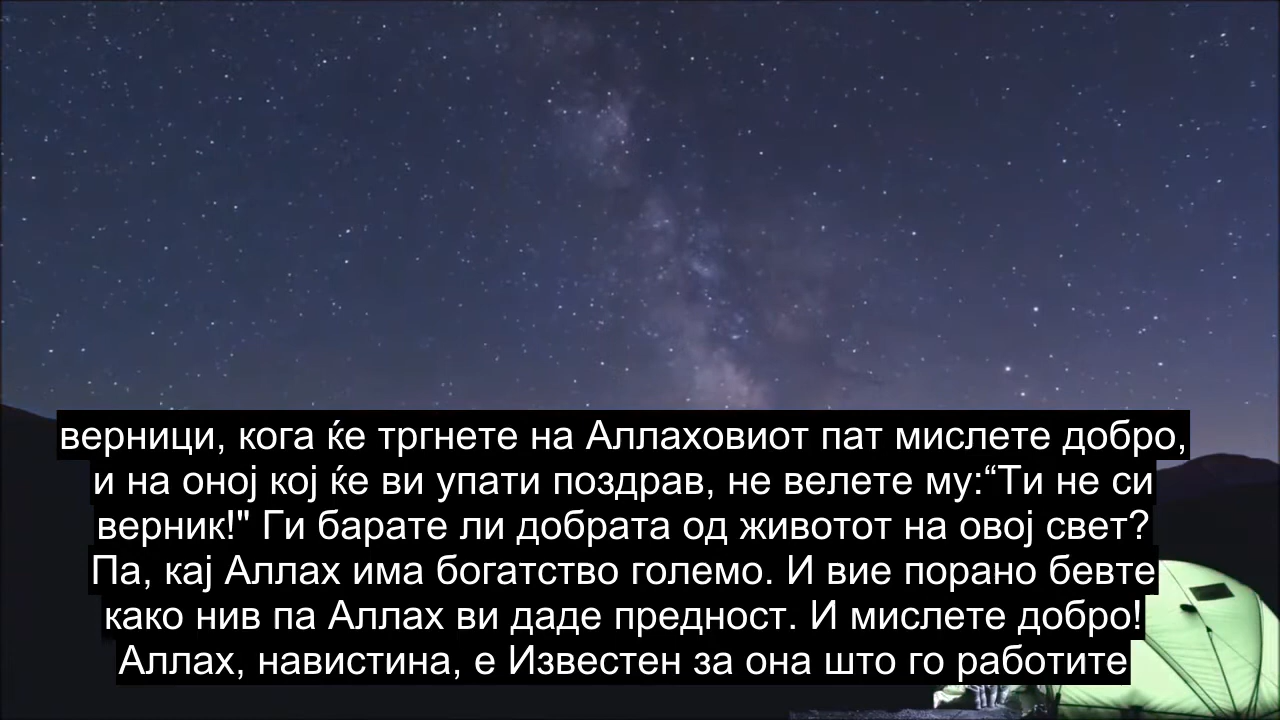 верници, кога ќе тргнете на Аллаховиот пат мислете добро,
и на оној кој ќе ви упати поздрав, не велете му:“Ти не си
верник!" Ги барате ли добрата од животот на овој свет?
Па, кај Аллах има богатство големо. И вие порано бевте
како нив па Аллах ви даде предност. И мислете добро!
Аллах, навистина, е Известен за она што го работите